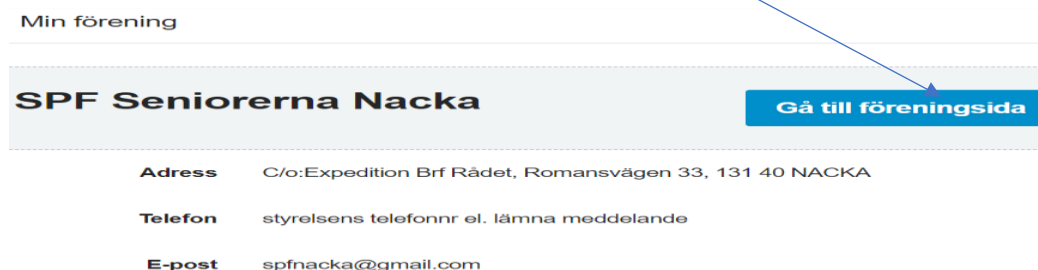 Min förening
SPF Seniorerna Nacka
Gå till föreningsida
Adress C/o:Expedition Brf Rådet, Romansvägen 33, 131 40 NACKA
Telefon styrelsens telefonnr el. lämna meddelande
E-post spfnacka@gmail.com